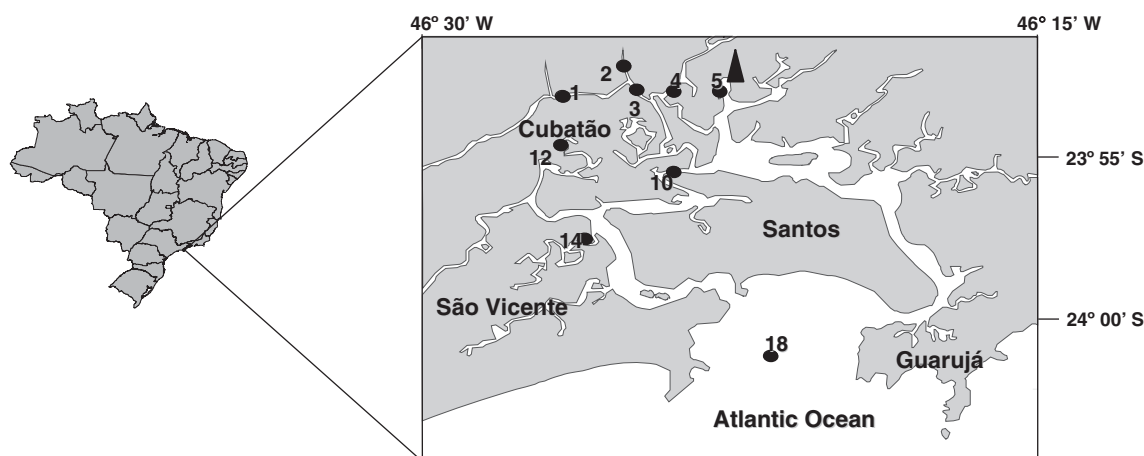 46° 30’ W
46° 15’ W
2
4
5
1
3
Cubatão
12
23° 55’ S
10
Santos
14
São Vicente
24° 00’ S
18
Guarujá
Atlantic Ocean